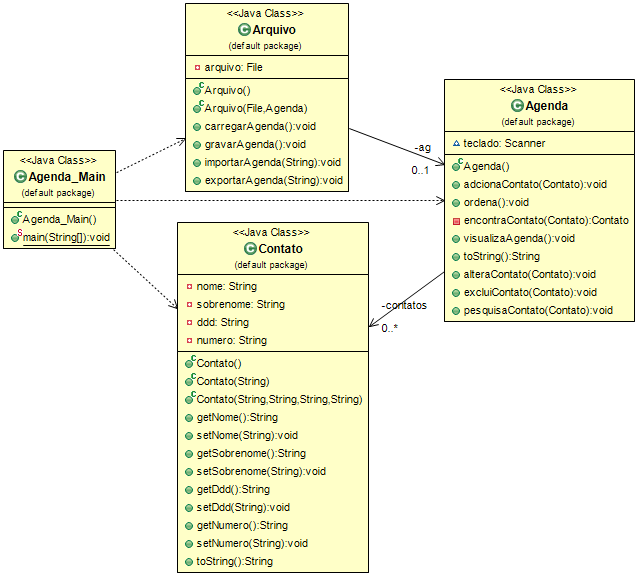 <<Java Class>>
Arquivo
(default package)
arquivo: File
Arquivo()
Arquivo(File,Agenda)
carregarAgenda():void
gravarAgenda():void
importarAgenda(String):void
exportarAgenda(String):void
<<Java Class>>
Agenda
(default package)
teclado: Scanner
Agenda()
adcionaContato(Contato):void
ordena():void
encontraContato(Contato):Contato
visualizaAgenda():void
toString():String
alteraContato(Contato):void
excluiContato(Contato):void
pesquisaContato(Contato):void
-ag
0..1
<<Java Class>>
Agenda_Main
(default package)
Agenda_Main()
main(String[]):void
<<Java Class>>
Contato
(default package)
nome: String
sobrenome: String
ddd: String
numero: String
Contato()
Contato(String)
Contato(String,String,String,String)
getNome():String
setNome(String):void
getSobrenome():String
setSobrenome(String):void
getDdd():String
setDdd(String):void
getNumero():String
setNumero(String):void
toString():String
-contatos
0..*